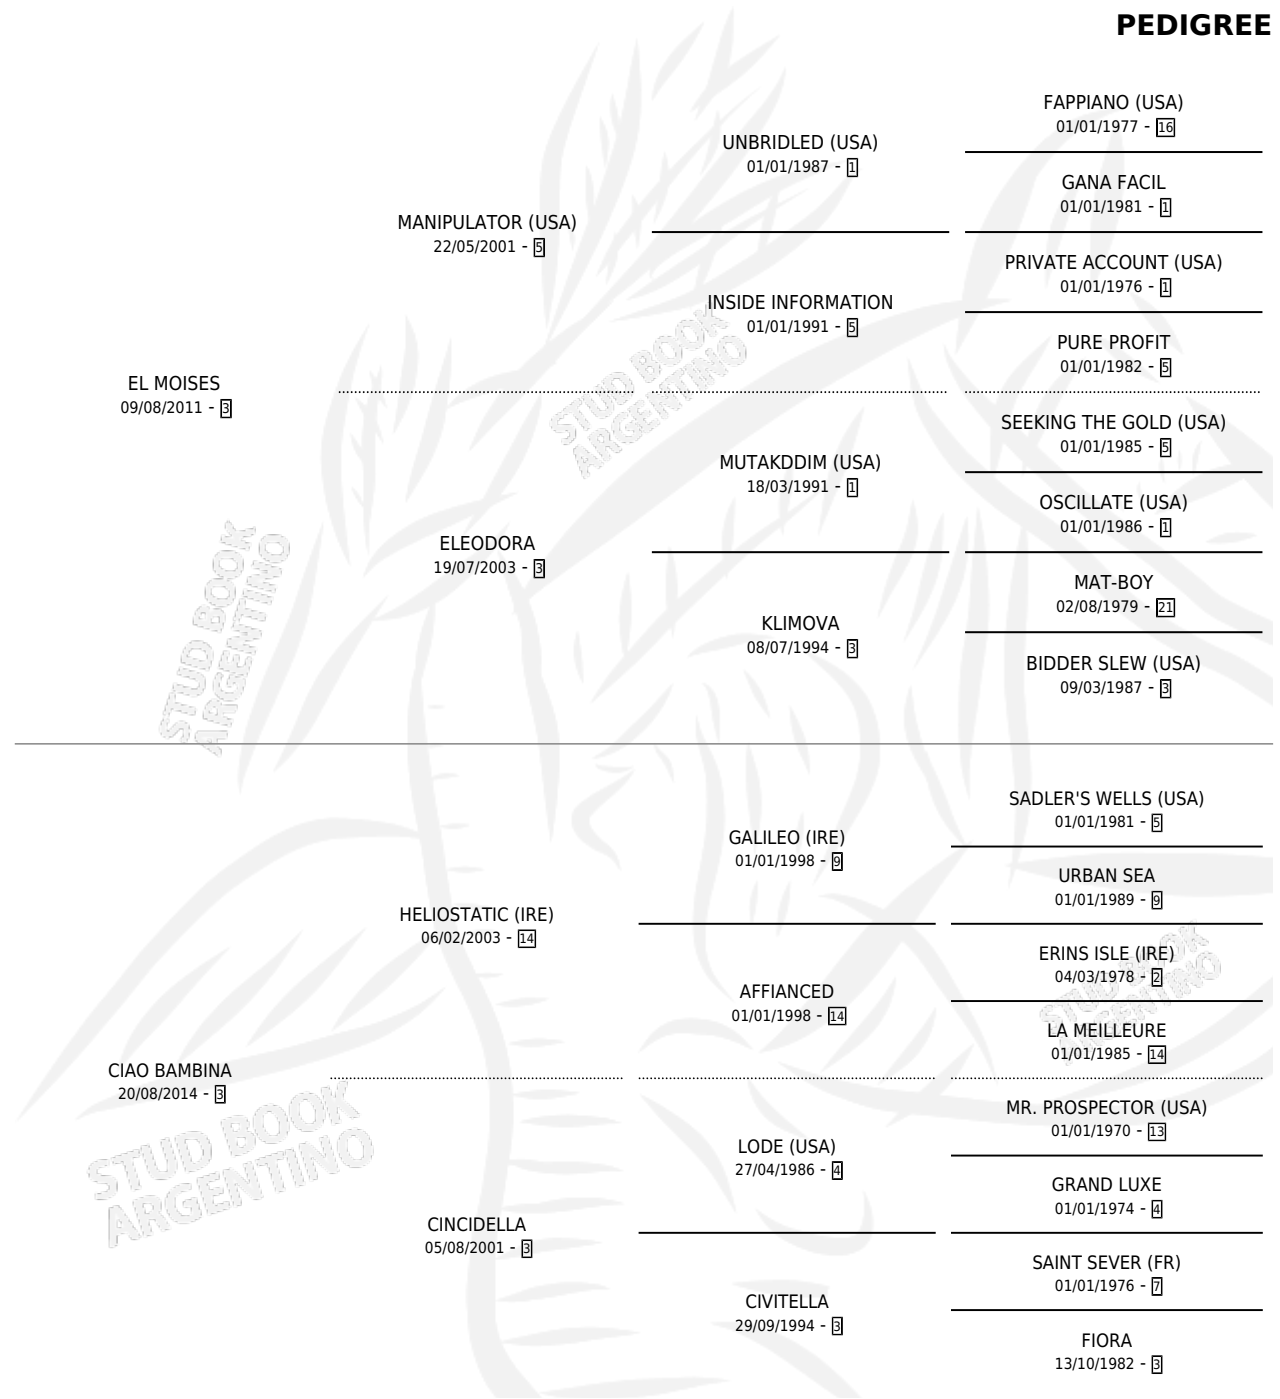 PEDIGREE
FAPPIANO (USA)
01/01/1977 - 16
UNBRIDLED (USA)
01/01/1987 - 1
GANA FACIL
01/01/1981 - 1
MANIPULATOR (USA)
22/05/2001 - 5
PRIVATE ACCOUNT (USA)
01/01/1976 - 1
INSIDE INFORMATION
01/01/1991 - 5
PURE PROFIT
01/01/1982 - 5
EL MOISES
09/08/2011 - 3
SEEKING THE GOLD (USA)
01/01/1985 - 5
MUTAKDDIM (USA)
18/03/1991 - 1
OSCILLATE (USA)
01/01/1986 - 1
ELEODORA
19/07/2003 - 3
MAT-BOY
02/08/1979 - 21
KLIMOVA
08/07/1994 - 3
BIDDER SLEW (USA)
09/03/1987 - 3
SADLER'S WELLS (USA)
01/01/1981 - 5
GALILEO (IRE)
01/01/1998 - 9
URBAN SEA
01/01/1989 - 9
HELIOSTATIC (IRE)
06/02/2003 - 14
ERINS ISLE (IRE)
04/03/1978 - 2
AFFIANCED
01/01/1998 - 14
LA MEILLEURE
01/01/1985 - 14
CIAO BAMBINA
20/08/2014 - 3
MR. PROSPECTOR (USA)
01/01/1970 - 13
LODE (USA)
27/04/1986 - 4
GRAND LUXE
01/01/1974 - 4
CINCIDELLA
05/08/2001 - 3
SAINT SEVER (FR)
01/01/1976 - 7
CIVITELLA
29/09/1994 - 3
FIORA
13/10/1982 - 3
STUD BOOK
ARGENTINO
STUD BOOK
ARGENTINO
STUD BOOK
ARGENTINO
STUD BOOK
ARGENTINO